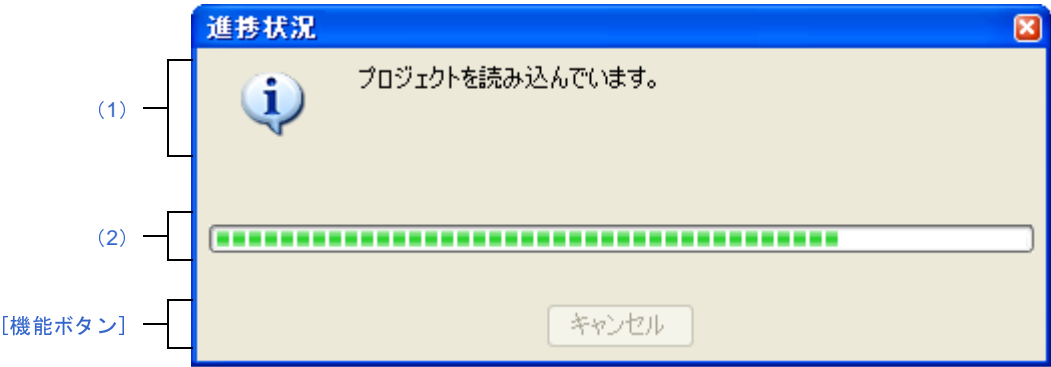 進捗状況
(1)
プロジェクトを読み込んでいます。
(2)
[機能ボタン]
キャンセル